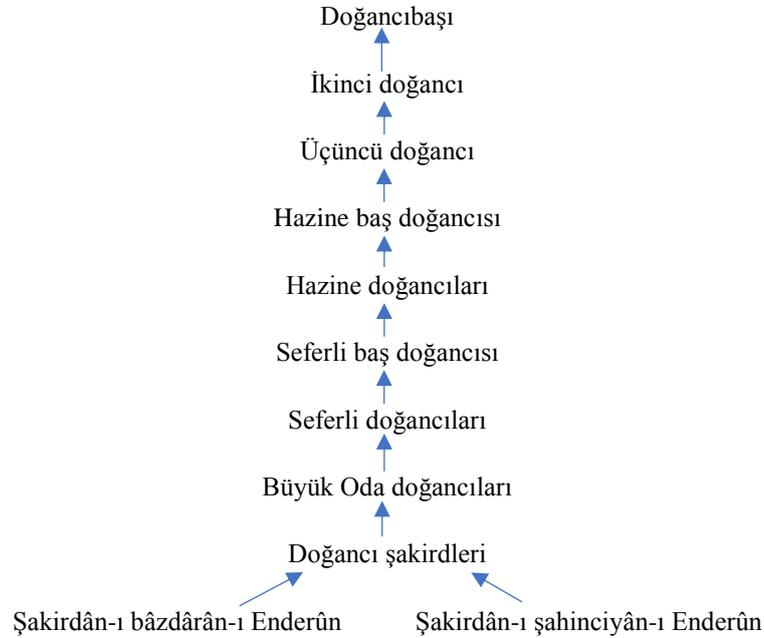 Doğancıbaşı
İkinci doğancı
Üçüncü doğancı
Hazine baş doğancısı
Hazine doğancıları
Seferli baş doğancısı
Seferli doğancıları
Büyük Oda doğancıları
Doğancı şakirdleri
Şakirdân-ı bâzdârân-ı Enderûn Şakirdân-ı şahinciyân-ı Enderûn